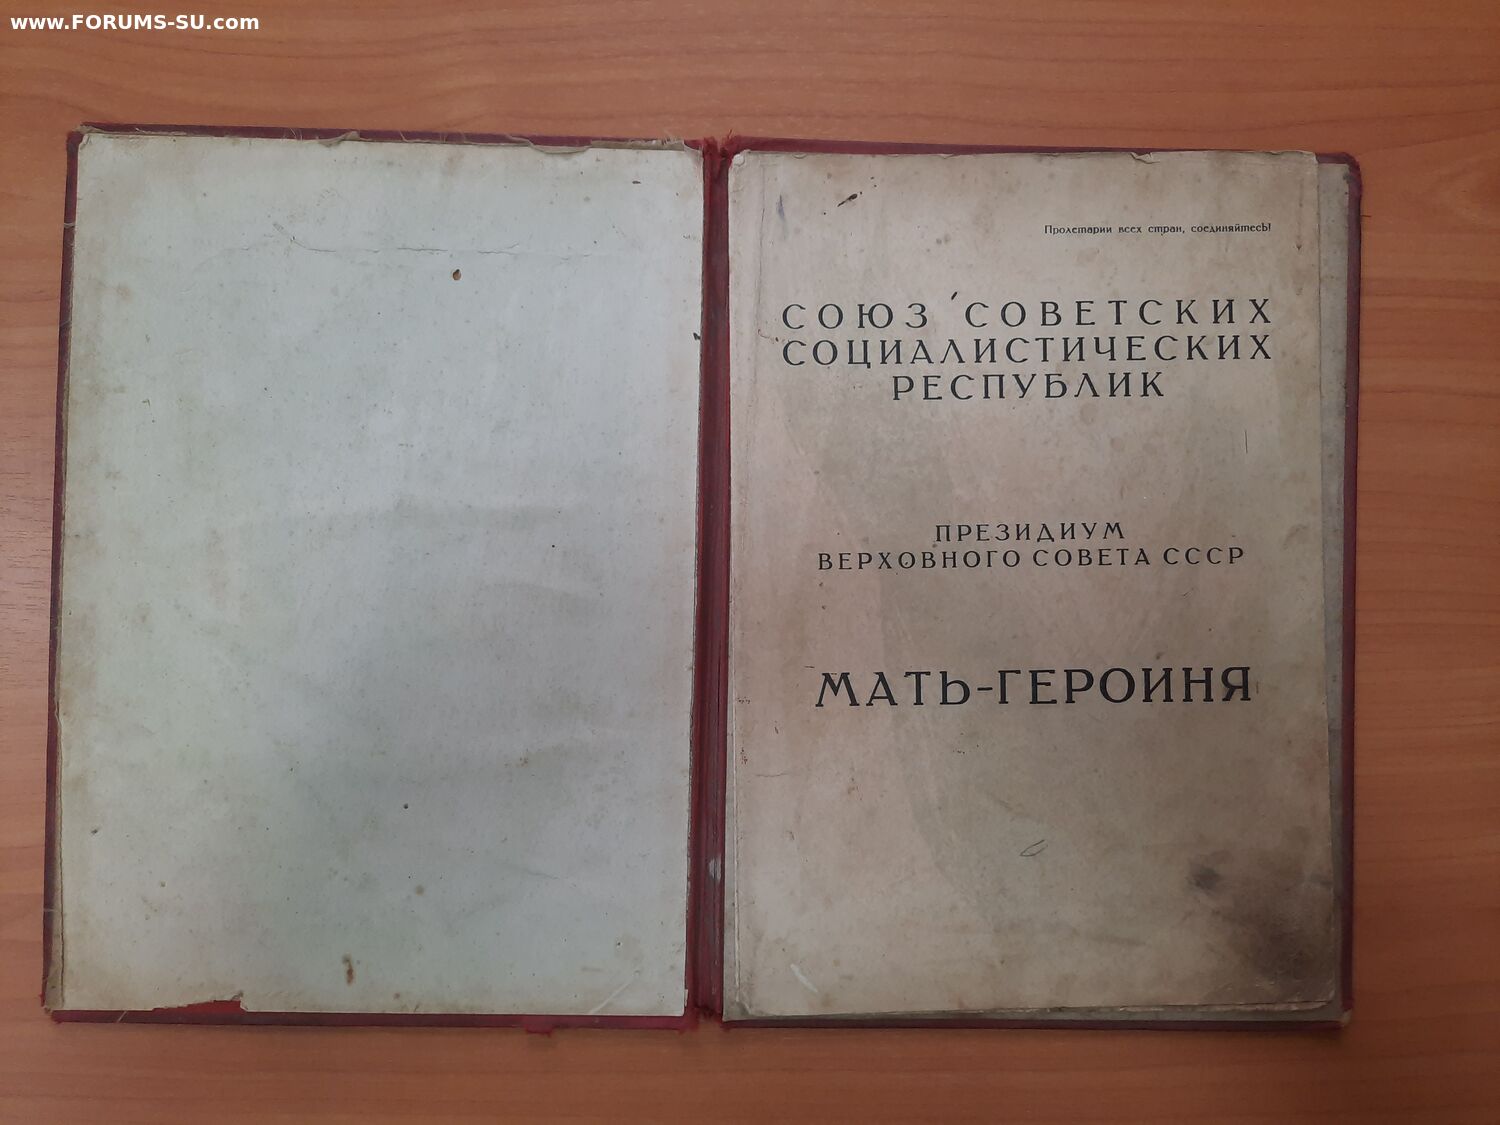 www.FORUMS-SU.com
Пролетарии всех стран, соединяйтесь!
СОЮЗ СОВЕТСКИХ
СОЦИАЛИСТИЧЕСКИХ
РЕСПУБЛИК
ПРЕЗИДИУМ
ВЕРХОВНОГО СОВЕТА СССР
МАТЬ-ГЕРОИНЯ